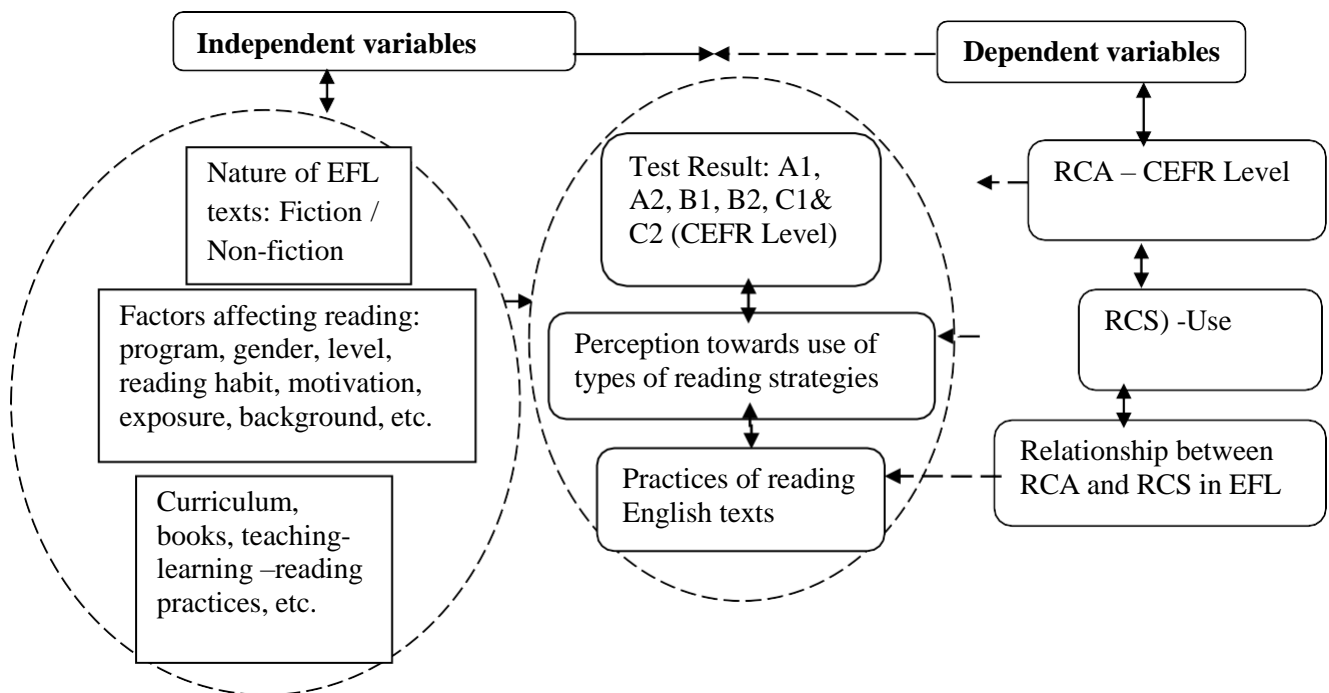 Independent variables
Dependent variables
Nature of EFL
texts: Fiction /
Non-fiction
Factors affecting reading:
program, gender, level,
reading habit, motivation,
exposure, background, etc.
Curriculum,
books, teaching-
learning –reading
practices, etc.
Test Result: A1,
A2, B1, B2, C1&
C2 (CEFR Level)
Perception towards use of
types of reading strategies
Practices of reading
English texts
RCA – CEFR Level
RCS) -Use
Relationship between
RCA and RCS in EFL